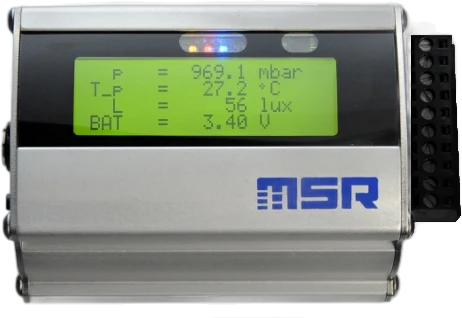 p = 969.1 mbar
T_p = 27.2 °C
L = 56 lux
BAT = 3.40 V
MSR